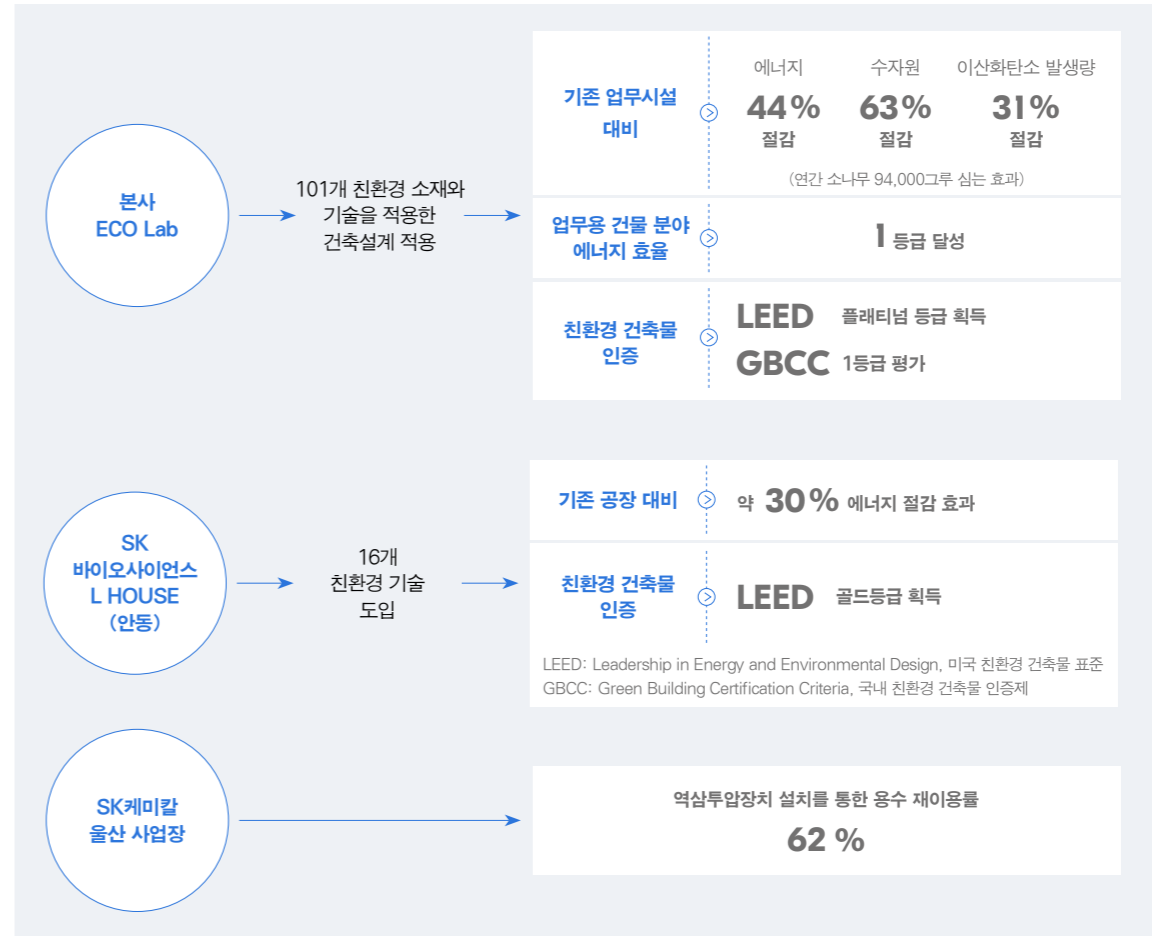 본사
ECO Lab
101개 친환경 소재와
기술을 적용한
건축설계 적용
기존 업무시설
대비
에너지 수자원 이산화탄소 발생량
44% 63% 31%
절감 절감 절감
(연간 소나무 94,000그루 심는 효과)
업무용 건물 분야
에너지 효율
1 등급 달성
친환경 건축물
인증
LEED 플래티넘 등급 획득
GBCC 1등급 평가
SK
바이오사이언스
L HOUSE
(안동)
16개
친환경 기술
도입
기존 공장 대비
약 30% 에너지 절감 효과
친환경 건축물
인증
LEED 골드등급 획득
LEED: Leadership in Energy and Environmental Design, 미국 친환경 건축물 표준
GBCC: Green Building Certification Criteria, 국내 친환경 건축물 인증제
SK케미칼
울산 사업장
역삼투압장치 설치를 통한 용수 재이용률
62 %